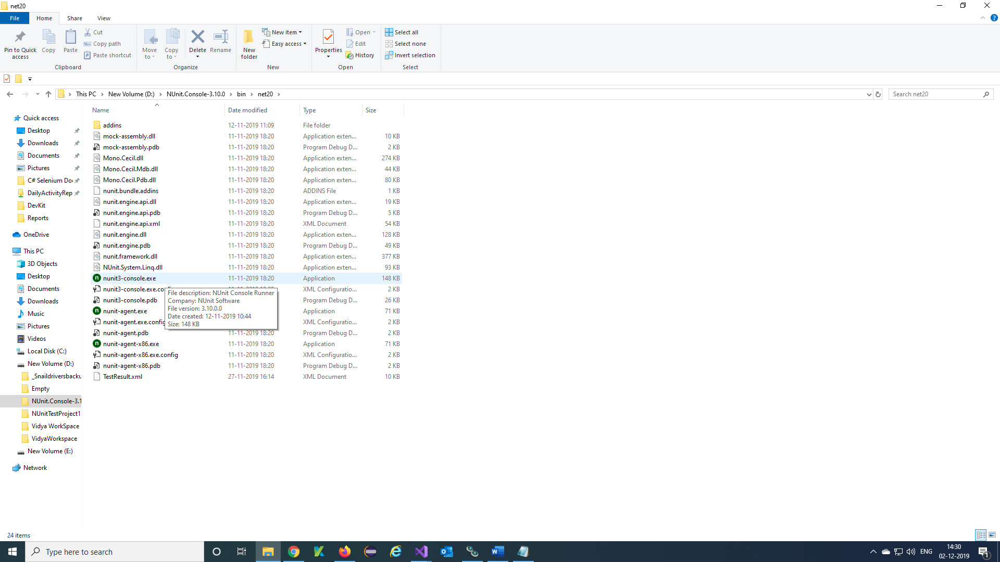 net20
File Home Share View
Pin to Quick access
Copy
Paste
Cut
Copy path
Paste shortcut
Clipboard
Move to
Copy to
Delete
Rename
Organize
New folder
New item
Easy access
New
Properties
Open
Edit
History
Open
Select all
Select none
Invert selection
Select
This PC New Volume (D:) NUnit.Console-3.10.0 bin net20
Search net20
Quick access
Desktop
Downloads
Documents
Pictures
C# Selenium Do
DailyActivityRep
DevKit
Reports
OneDrive
This PC
3D Objects
Desktop
Documents
Downloads
Music
Pictures
Videos
Local Disk (C:)
New Volume (D:)
_Snaildriversbacku
Empty
NUnit.Console-3.1
NUnitTestProject1
Vidya WorkSpace
VidyaWorkspace
New Volume (E:)
Network
Name Date modified Type Size
addins 12-11-2019 11:09 File folder
mock-assembly.dll 11-11-2019 18:20 Application exten... 10 KB
mock-assembly.pdb 11-11-2019 18:20 Program Debug D... 2 KB
Mono.Cecil.dll 11-11-2019 18:20 Application exten... 274 KB
Mono.Cecil.Mdb.dll 11-11-2019 18:20 Application exten... 44 KB
Mono.Cecil.Pdb.dll 11-11-2019 18:20 Application exten... 80 KB
nunit.bundle.addins 11-11-2019 18:20 ADDINS File 1 KB
nunit.engine.api.dll 11-11-2019 18:20 Application exten... 19 KB
nunit.engine.api.pdb 11-11-2019 18:20 Program Debug D... 5 KB
nunit.engine.api.xml 11-11-2019 18:20 XML Document 54 KB
nunit.engine.dll 11-11-2019 18:20 Application exten... 128 KB
nunit.engine.pdb 11-11-2019 18:20 Program Debug D... 49 KB
nunit.framework.dll 11-11-2019 18:20 Application exten... 377 KB
NUnit.System.Linq.dll 11-11-2019 18:20 Application exten... 93 KB
nunit3-console.exe 11-11-2019 18:20 Application 148 KB
nunit3-console.exe.config XML Configuratio... 2 KB
nunit3-console.pdb Program Debug D... 26 KB
nunit-agent.exe Application 71 KB
nunit-agent.exe.config XML Configuratio... 2 KB
nunit-agent.pdb 11-11-2019 18:20 Program Debug D... 2 KB
nunit-agent-x86.exe 11-11-2019 18:20 Application 71 KB
nunit-agent-x86.exe.config 11-11-2019 18:20 XML Configuratio... 2 KB
nunit-agent-x86.pdb 11-11-2019 18:20 Program Debug D... 2 KB
TestResult.xml 27-11-2019 16:14 XML Document 10 KB
File description: NUnit Console Runner
Company: NUnit Software
File version: 3.10.0.0
Date created: 12-11-2019 10:44
Size: 148 KB
24 items
Type here to search
ENG
14:30
02-12-2019
1